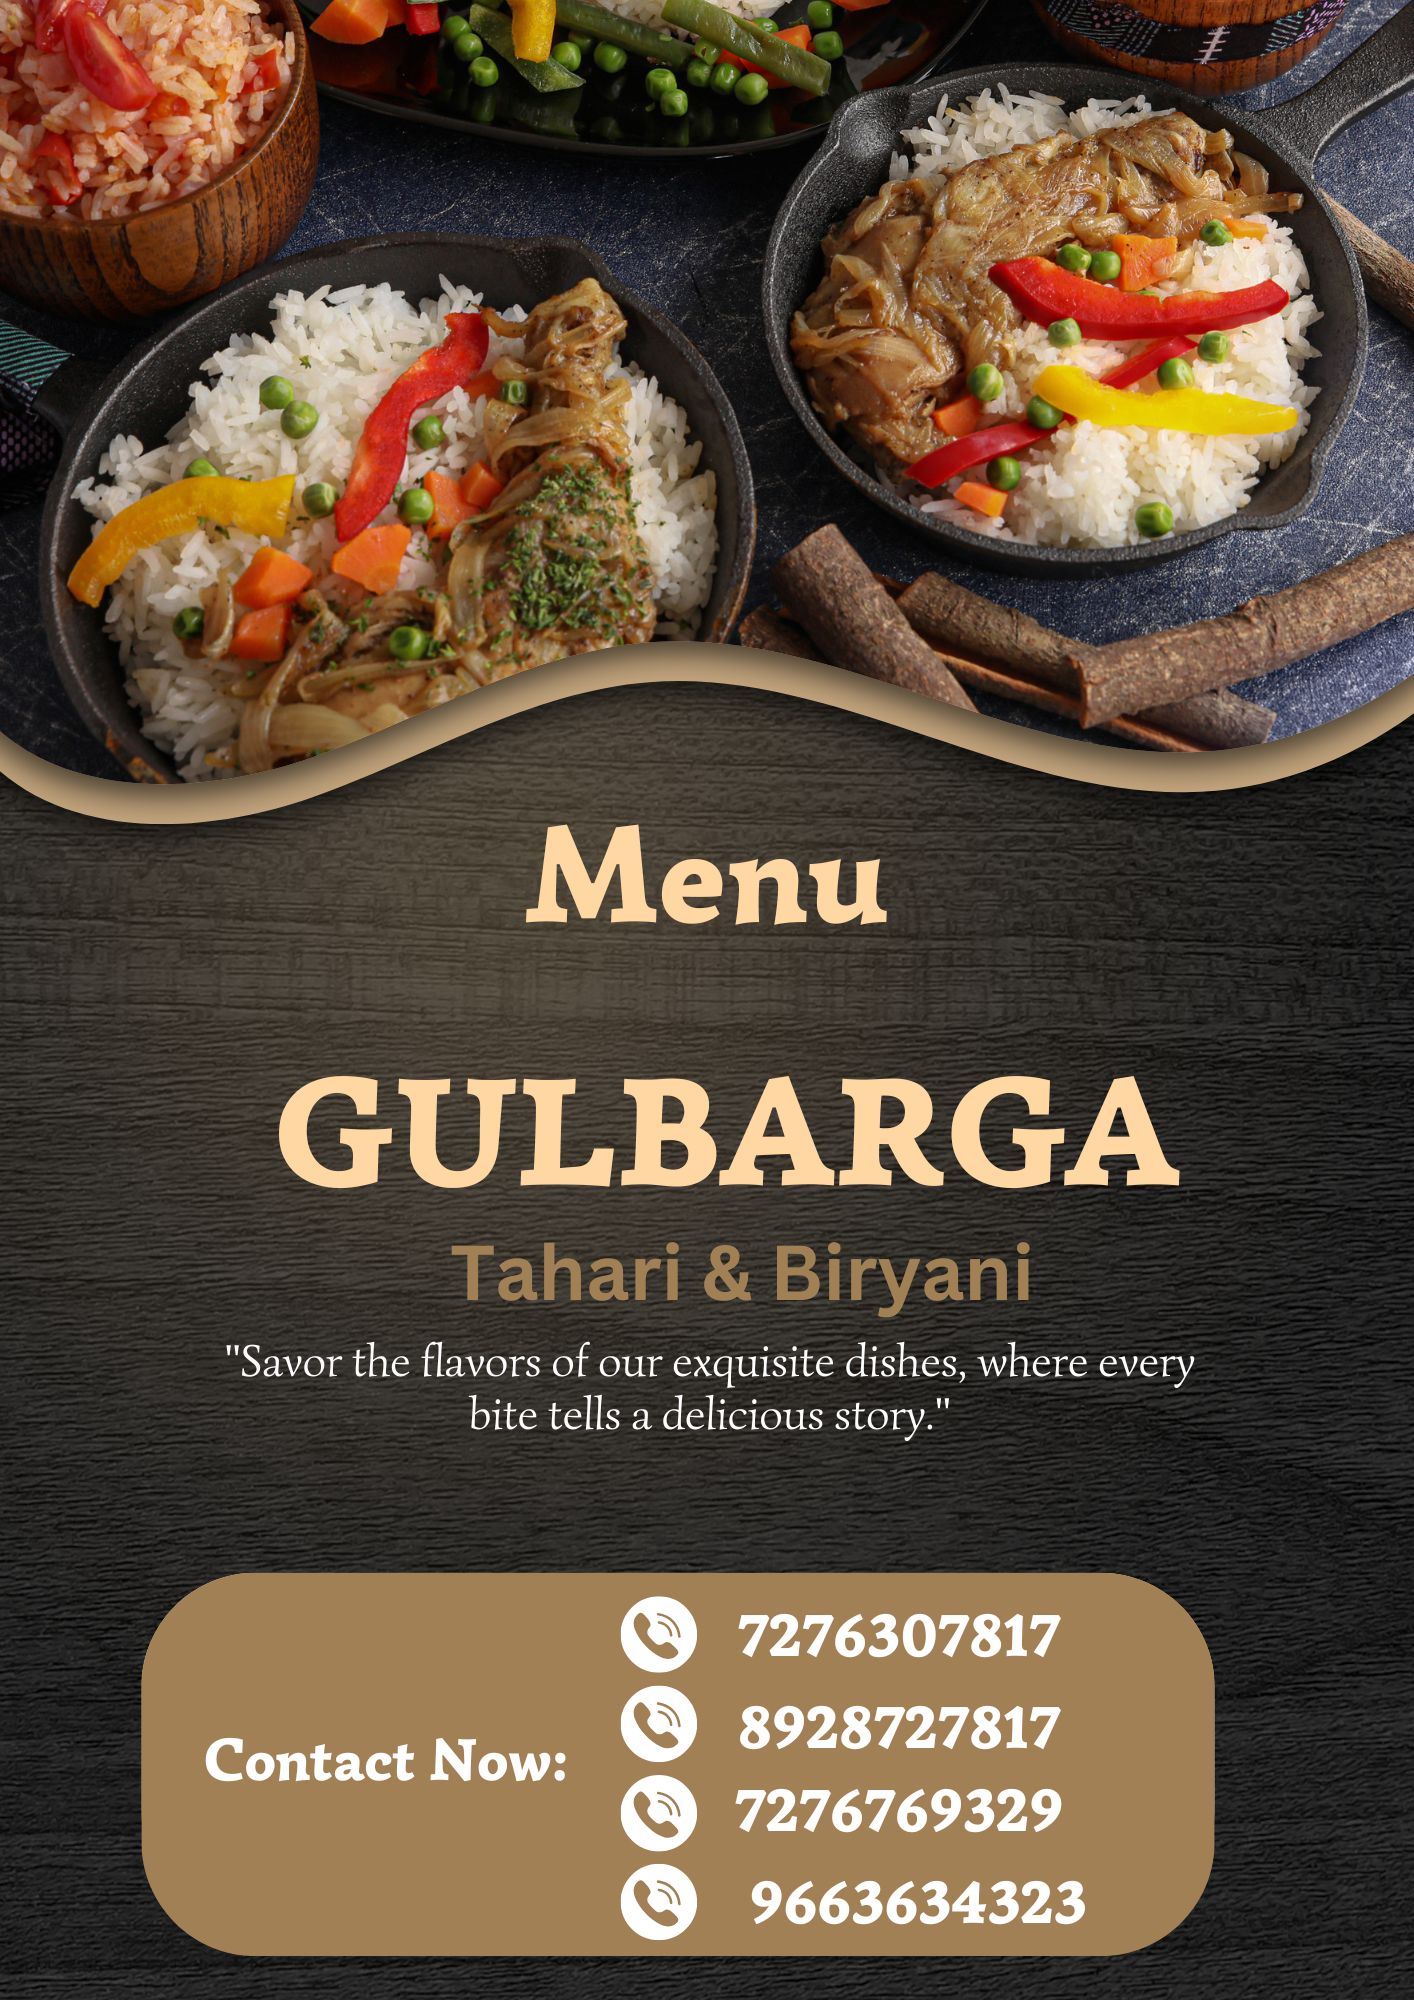 Menu
GULBARGA
Tahari & Biryani
"Savor the flavors of our exquisite dishes, where every
bite tells a delicious story."
Contact Now:
7276307817
8928727817
7276769329
9663634323